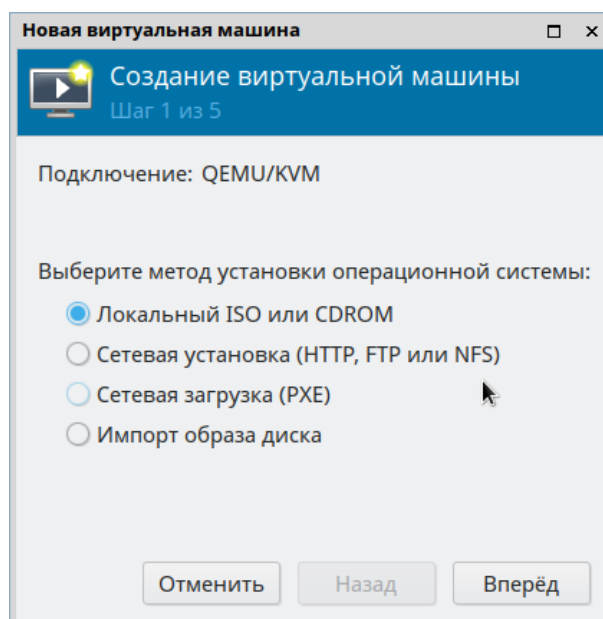 Новая виртуальная машина
Создание виртуальной машины
Шаг 1 из 5
Подключение: QEMU/KVM
Выберите метод установки операционной системы:
Локальный ISO или CDROM
Сетевая установка (HTTP, FTP или NFS)
Сетевая загрузка (PXE)
Импорт образа диска
Отменить Назад Вперёд